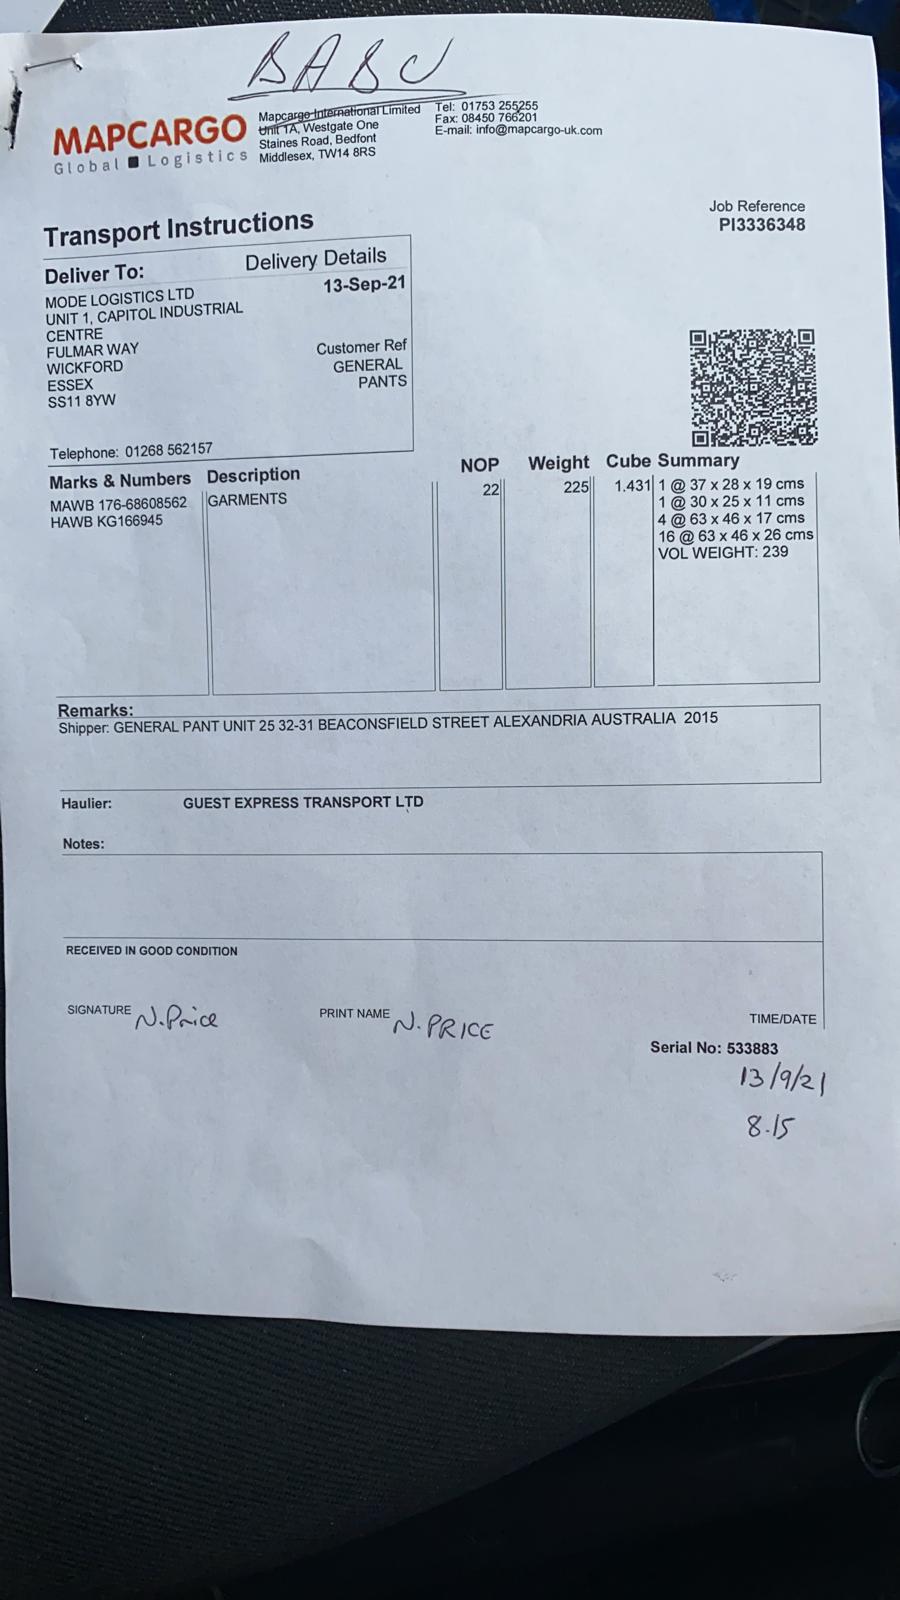 BABU
MAPCARGO
Global Logistics
Mapcargo International Limited
Unit 1A, Westgate One
Staines Road, Bedfont
Middlesex, TW14 8RS
Tel: 01753 255255
Fax: 08450 766201
E-mail: info@mapcargo-uk.com
Job Reference
PI3336348
Transport Instructions
Deliver To:
MODE LOGISTICS LTD
UNIT 1, CAPITOL INDUSTRIAL
CENTRE
FULMAR WAY
WICKFORD
ESSEX
SS11 8YW
Telephone: 01268 562157
Delivery Details
13-Sep-21
Customer Ref
GENERAL
PANTS
Marks & Numbers Description NOP Weight Cube Summary
MAWB 176-68608562 GARMENTS 22 225 1.431 1 @ 37 x 28 x 19 cms
HAWB KG166945 1 @ 30 x 25 x 11 cms
4 @ 63 x 46 x 17 cms
16 @ 63 x 46 x 26 cms
VOL WEIGHT: 239
Remarks:
Shipper: GENERAL PANT UNIT 25 32-31 BEACONSFIELD STREET ALEXANDRIA AUSTRALIA 2015
Haulier: GUEST EXPRESS TRANSPORT LTD
Notes:
RECEIVED IN GOOD CONDITION
SIGNATURE N.Price PRINT NAME N. PRICE TIME/DATE
Serial No: 533883
13/9/21
8.15